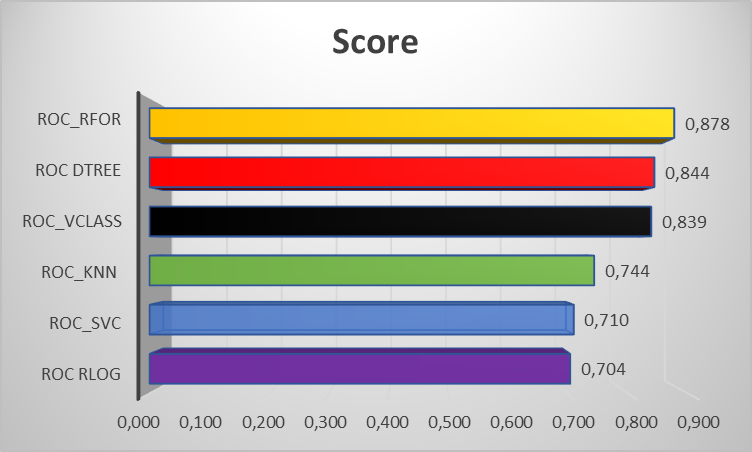 Score
ROC_RFOR 0,878
ROC DTREE 0,844
ROC_VCLASS 0,839
ROC_KNN 0,744
ROC_SVC 0,710
ROC RLOG 0,704
0,000 0,100 0,200 0,300 0,400 0,500 0,600 0,700 0,800 0,900